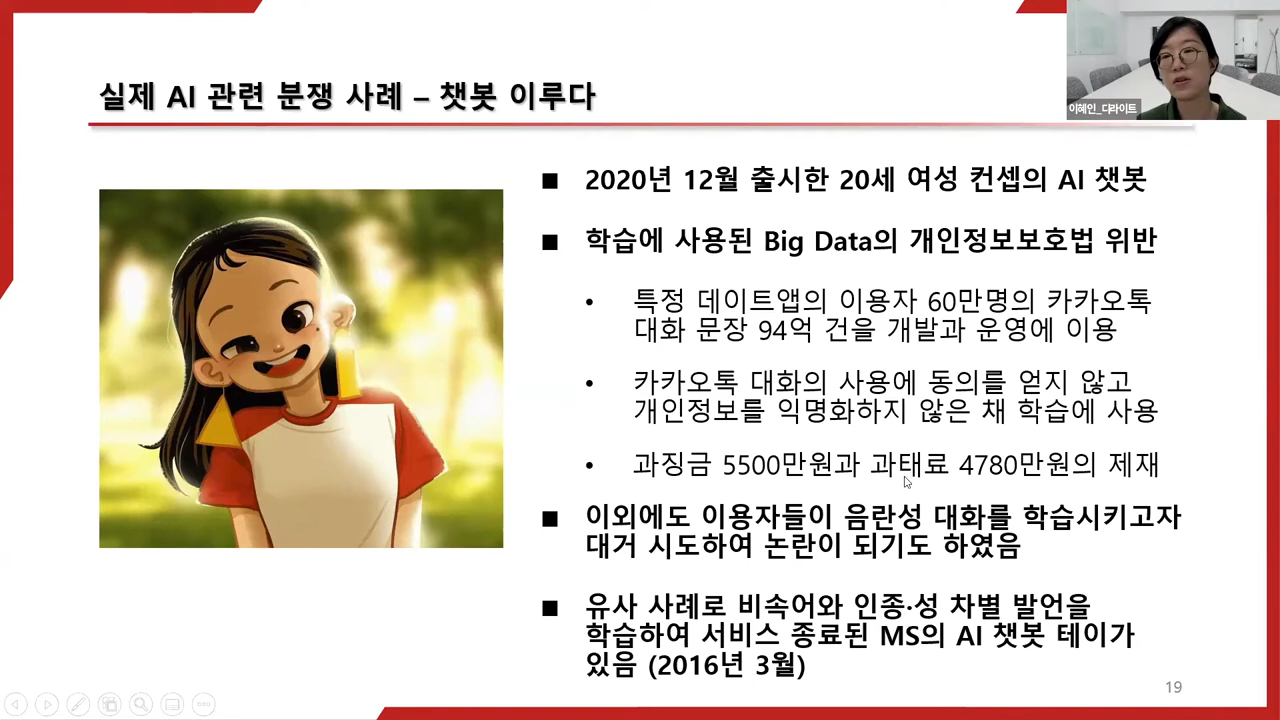 실제 AI 관련 분쟁 사례 – 챗봇 이루다
이혜인_디라이트
■ 2020년 12월 출시한 20세 여성 컨셉의 AI 챗봇
■ 학습에 사용된 Big Data의 개인정보보호법 위반
• 특정 데이트앱의 이용자 60만명의 카카오톡
대화 문장 94억 건을 개발과 운영에 이용
• 카카오톡 대화의 사용에 동의를 얻지 않고
개인정보를 익명화하지 않은 채 학습에 사용
• 과징금 5500만원과 과태료 4780만원의 제재
■ 이외에도 이용자들이 음란성 대화를 학습시키고자
대거 시도하여 논란이 되기도 하였음
■ 유사 사례로 비속어와 인종·성 차별 발언을
학습하여 서비스 종료된 MS의 AI 챗봇 테이가
있음 (2016년 3월)
19